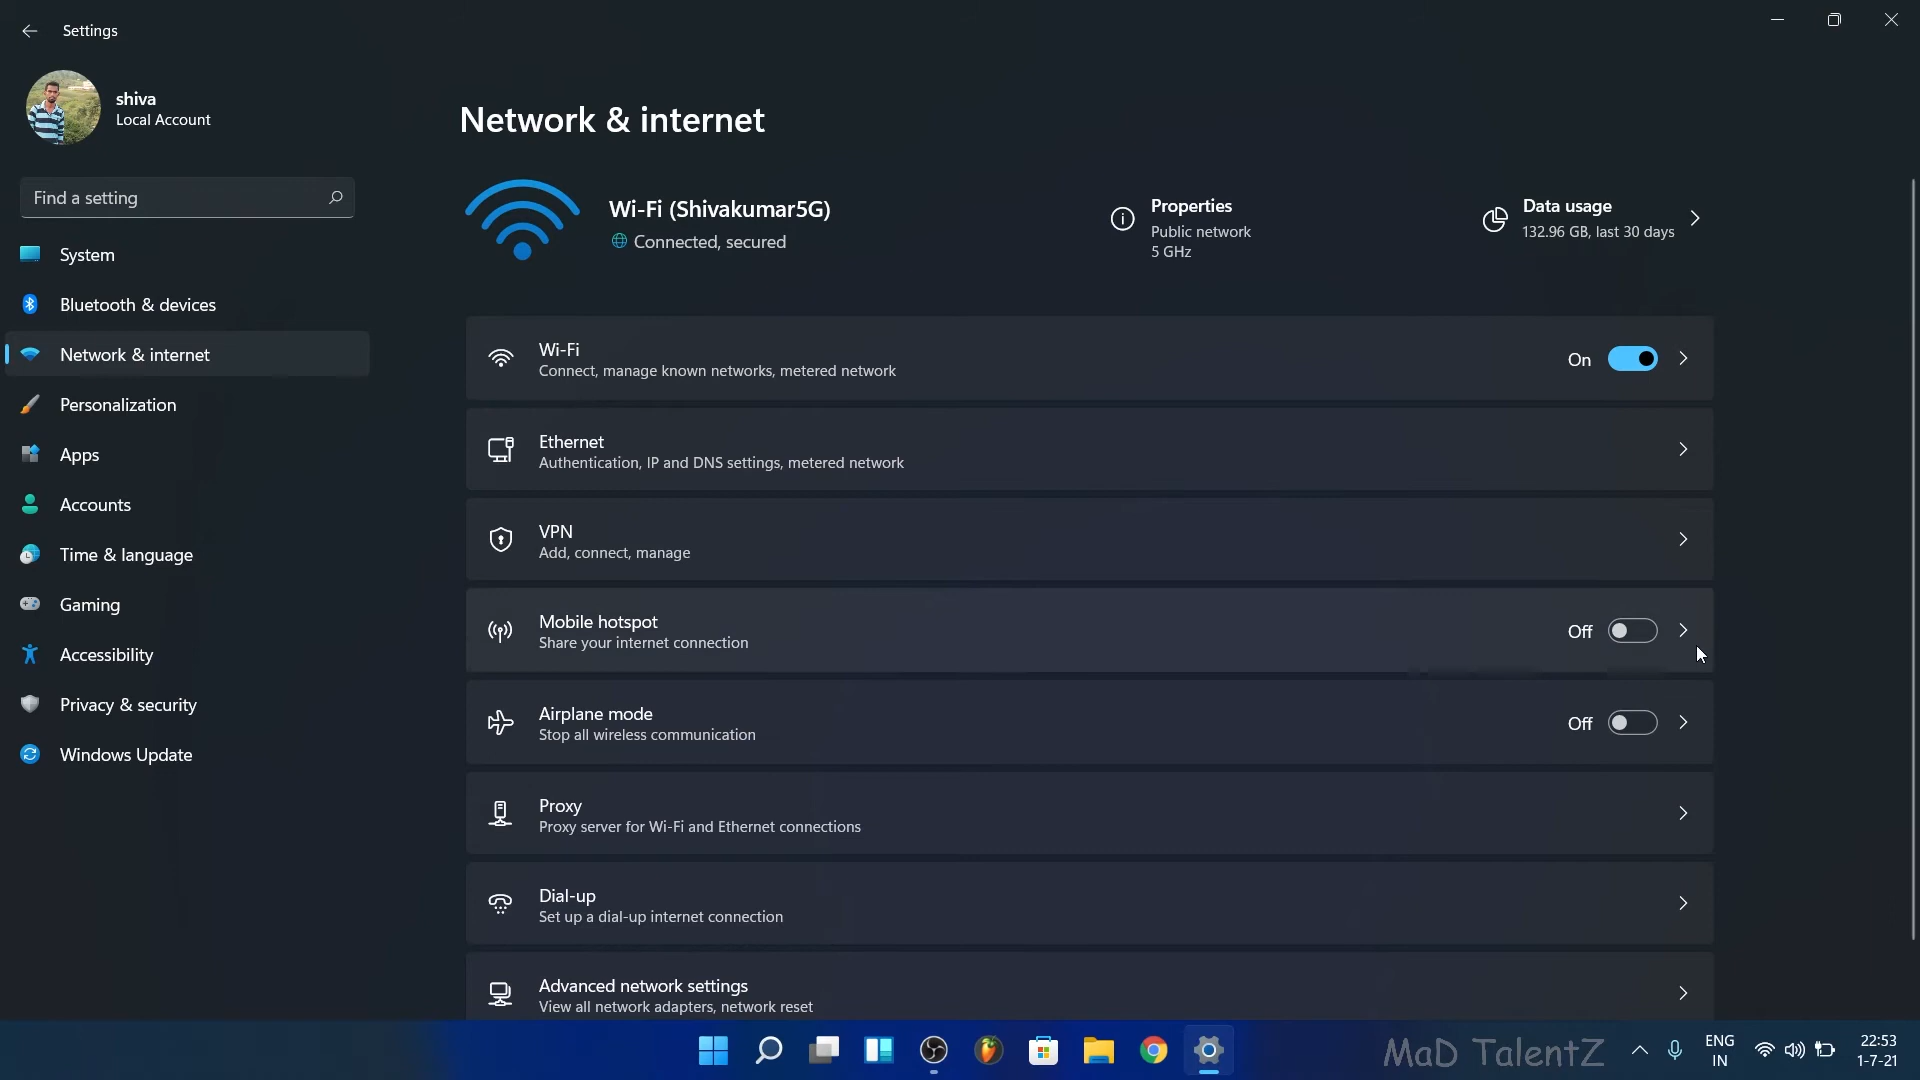 Settings
shiva
Local Account
Find a setting
System
Bluetooth & devices
Network & internet
Personalization
Apps
Accounts
Time & language
Gaming
Accessibility
Privacy & security
Windows Update
Network & internet
Wi-Fi (Shivakumar5G)
Connected, secured
Properties
Public network
5 GHz
Data usage
132.96 GB, last 30 days
Wi-Fi
Connect, manage known networks, metered network
On
Ethernet
Authentication, IP and DNS settings, metered network
VPN
Add, connect, manage
Mobile hotspot
Share your internet connection
Off
Airplane mode
Stop all wireless communication
Off
Proxy
Proxy server for Wi-Fi and Ethernet connections
Dial-up
Set up a dial-up internet connection
Advanced network settings
View all network adapters, network reset
MaD TalentZ
ENG
IN
22:53
1-7-21